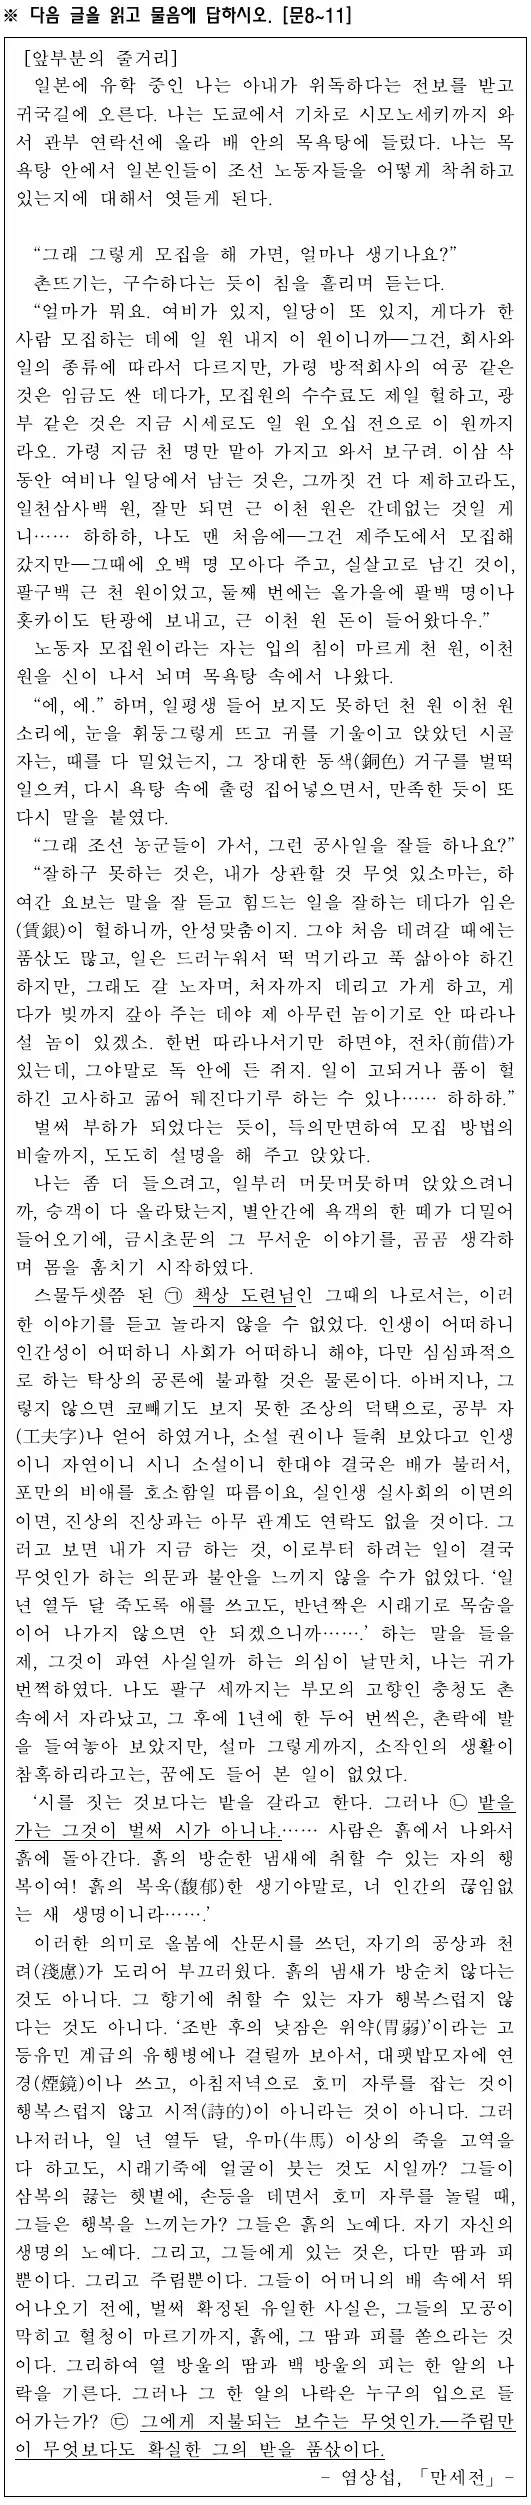 ※ 다음 글을 읽고 물음에 답하시오. [문8~11]
[앞부분의 줄거리]
일본에 유학 중인 나는 아내가 위독하다는 전보를 받고
귀국길에 오른다. 나는 도쿄에서 기차로 시모노세키까지 와
서 관부 연락선에 올라 배 안의 목욕탕에 들렀다. 나는 목
욕탕 안에서 일본인들이 조선 노동자들을 어떻게 착취하고
있는지에 대해서 엿듣게 된다.
“그래 그렇게 모집을 해 가면, 얼마나 생기나요?”
촌뜨기는, 구수하다는 듯이 침을 흘리며 듣는다.
“얼마가 뭐요. 여비가 있지, 일당이 또 있지, 게다가 한
사람 모집하는 데에 일 원 내지 이 원이니까―그건, 회사와
일의 종류에 따라서 다르지만, 가령 방적회사의 여공 같은
것은 임금도 싼 데다가, 모집원의 수수료도 제일 헐하고, 광
부 같은 것은 지금 시세로도 일 원 오십 전으로 이 원까지
라오. 가령 지금 천 명만 맡아 가지고 와서 보구려. 이삼 삭
동안 여비나 일당에서 남는 것은, 그까짓 건 다 제하고라도,
일천삼사백 원, 잘만 되면 근 이천 원은 간데없는 것일 게
니…… 하하하, 나도 맨 처음에―그건 제주도에서 모집해
갔지만―그때에 오백 명 모아다 주고, 실살고로 남긴 것이,
팔구백 근 천 원이었고, 둘째 번에는 올가을에 팔백 명이나
홋카이도 탄광에 보내고, 근 이천 원 돈이 들어왔다우.”
노동자 모집원이라는 자는 입의 침이 마르게 천 원, 이천
원을 신이 나서 뇌며 목욕탕 속에서 나왔다.
“에, 에.” 하며, 일평생 들어 보지도 못하던 천 원 이천 원
소리에, 눈을 휘둥그렇게 뜨고 귀를 기울이고 앉았던 시골
자는, 때를 다 밀었는지, 그 장대한 동색(銅色) 거구를 벌떡
일으켜, 다시 욕탕 속에 출렁 집어넣으면서, 만족한 듯이 또
다시 말을 붙였다.
“그래 조선 농군들이 가서, 그런 공사일을 잘들 하나요?”
“잘하구 못하는 것은, 내가 상관할 것 무엇 있소마는, 하
여간 요보는 말을 잘 듣고 힘드는 일을 잘하는 데다가 임은
(賃銀)이 헐하니까, 안성맞춤이지. 그야 처음 데려갈 때에는
품삯도 많고, 일은 드러누워서 떡 먹기라고 푹 삶아야 하긴
하지만, 그래도 갈 노자며, 처자까지 데리고 가게 하고, 게
다가 빚까지 갚아 주는 데야 제 아무런 놈이기로 안 따라나
설 놈이 있겠소. 한번 따라나서기만 하면야, 전차(前借)가
있는데, 그야말로 독 안에 든 쥐지. 일이 고되거나 품이 헐
하긴 고사하고 굶어 뒈진다기루 하는 수 있나…… 하하하.”
벌써 부하가 되었다는 듯이, 득의만면하여 모집 방법의
비술까지, 도도히 설명을 해 주고 앉았다.
나는 좀 더 들으려고, 일부러 머뭇머뭇하며 앉았으려니
까, 승객이 다 올라탔는지, 별안간에 욕객의 한 떼가 디밀어
들어오기에, 금시초문의 그 무서운 이야기를, 곰곰 생각하
며 몸을 훔치기 시작하였다.
스물두셋쯤 된 ㉠ 책상 도련님인 그때의 나로서는, 이러
한 이야기를 듣고 놀라지 않을 수 없었다. 인생이 어떠하니
인간성이 어떠하니 사회가 어떠하니 해야, 다만 심심파적으
로 하는 탁상의 공론에 불과할 것은 물론이다. 아버지나, 그
렇지 않으면 코빼기도 보지 못한 조상의 덕택으로, 공부 자
(工夫字)나 얻어 하였거나, 소설 권이나 들춰 보았다고 인생
이니 자연이니 시니 소설이니 한대야 결국은 배가 불러서,
포만의 비애를 호소함일 따름이요, 실인생 실사회의 이면의
이면, 진상의 진상과는 아무 관계도 연락도 없을 것이다. 그
러고 보면 내가 지금 하는 것, 이로부터 하려는 일이 결국
무엇인가 하는 의문과 불안을 느끼지 않을 수가 없었다. ‘일
년 열두 달 죽도록 애를 쓰고도, 반년짝은 시래기로 목숨을
이어 나가지 않으면 안 되겠으니까…….’ 하는 말을 들을
제, 그것이 과연 사실일까 하는 의심이 날만치, 나는 귀가
번쩍하였다. 나도 팔구 세까지는 부모의 고향인 충청도 촌
속에서 자라났고, 그 후에 1년에 한 두어 번씩은, 촌락에 발
을 들여놓아 보았지만, 설마 그렇게까지, 소작인의 생활이
참혹하리라고는, 꿈에도 들어 본 일이 없었다.
‘시를 짓는 것보다는 밭을 갈라고 한다. 그러나 ㉡ 밭을
가는 그것이 벌써 시가 아니냐.…… 사람은 흙에서 나와서
흙에 돌아간다. 흙의 방순한 냄새에 취할 수 있는 자의 행
복이여! 흙의 복욱(馥郁)한 생기야말로, 너 인간의 끊임없
는 새 생명이니라…….’
이러한 의미로 올봄에 산문시를 쓰던, 자기의 공상과 천
려(淺慮)가 도리어 부끄러웠다. 흙의 냄새가 방순치 않다는
것도 아니다. 그 향기에 취할 수 있는 자가 행복스럽지 않
다는 것도 아니다. ‘조반 후의 낮잠은 위약(胃弱)’이라는 고
등유민 계급의 유행병에나 걸릴까 보아서, 대팻밥모자에 연
경(煙鏡)이나 쓰고, 아침저녁으로 호미 자루를 잡는 것이
행복스럽지 않고 시적(詩的)이 아니라는 것이 아니다. 그러
나저러나, 일 년 열두 달, 우마(牛馬) 이상의 죽을 고역을
다 하고도, 시래기죽에 얼굴이 붓는 것도 시일까? 그들이
삼복의 끓는 햇볕에, 손등을 데면서 호미 자루를 놀릴 때,
그들은 행복을 느끼는가? 그들은 흙의 노예다. 자기 자신의
생명의 노예다. 그리고, 그들에게 있는 것은, 다만 땀과 피
뿐이다. 그리고 주림뿐이다. 그들이 어머니의 배 속에서 뛰
어나오기 전에, 벌써 확정된 유일한 사실은, 그들의 모공이
막히고 혈청이 마르기까지, 흙에, 그 땀과 피를 쏟으라는 것
이다. 그리하여 열 방울의 땀과 백 방울의 피는 한 알의 나
락을 기른다. 그러나 그 한 알의 나락은 누구의 입으로 들
어가는가? ㉢ 그에게 지불되는 보수는 무엇인가.―주림만
이 무엇보다도 확실한 그의 받을 품삯이다.
- 염상섭, 「만세전」-